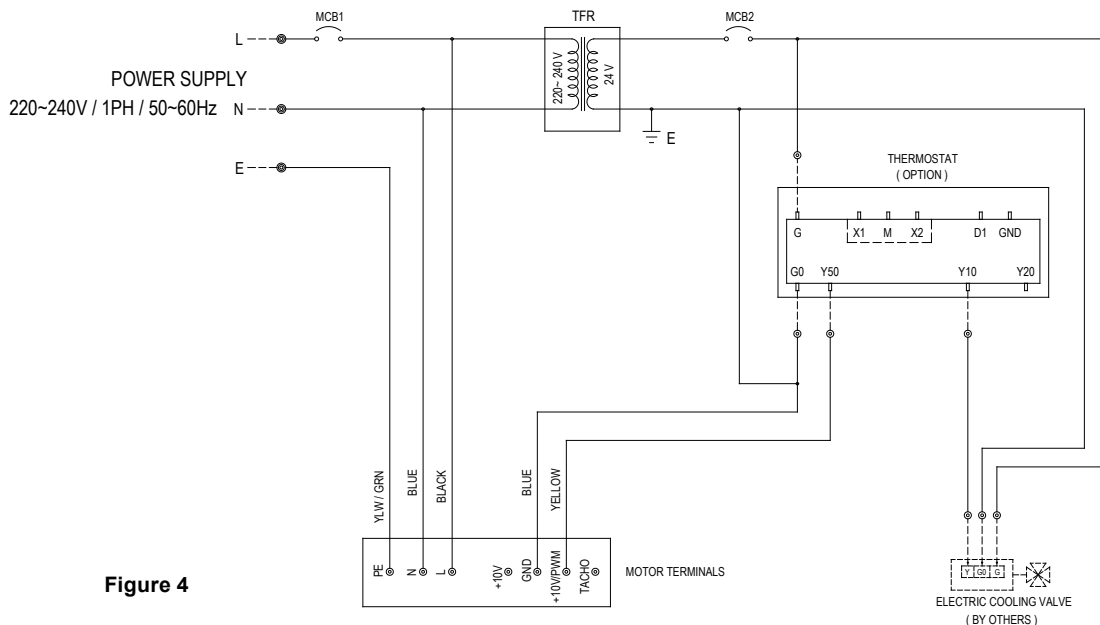 MCB1
TFR
MCB2
L
220~ 240 V
24 V
POWER SUPPLY
220~240V / 1PH / 50~60Hz
N
E
E
THERMOSTAT
( OPTION )
G
X1
M
X2
D1
GND
G0
Y50
Y10
Y20
YLW / GRN
BLUE
BLACK
BLUE
YELLOW
PE
N
L
+10V
GND
+10V/PWM
TACHO
MOTOR TERMINALS
Y
G0
G
ELECTRIC COOLING VALVE
( BY OTHERS )
Figure 4